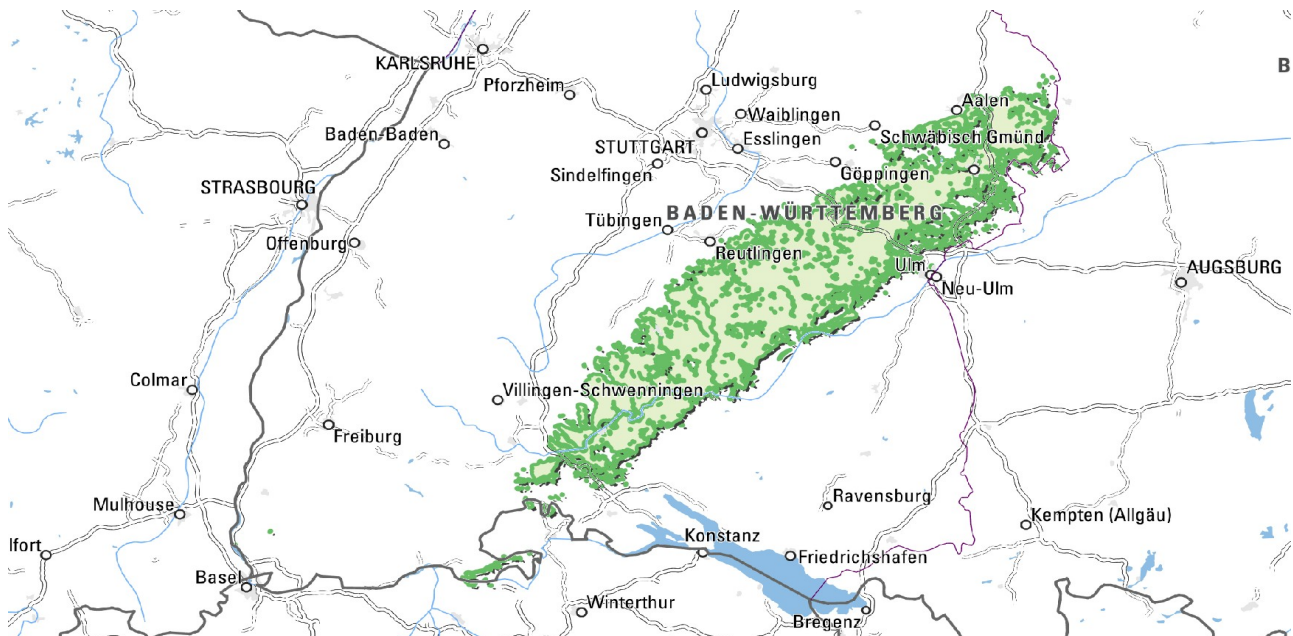 KARLSRUHE
B
Pforzheim
Ludwigsburg
Aalen
Waiblingen
Baden-Baden
Schwäbisch Gmünd
STUTTGART
Esslingen
Sindelfingen
Göppingen
STRASBOURG
BADEN-WÜRTTEMBERG
Tübingen
Offenburg
Reutlingen
Ulm
AUGSBURG
Neu-Ulm
Colmar
Villingen-Schwenningen
Freiburg
Ravensburg
Mulhouse
Kempten (Allgäu)
Konstanz
lfort
Friedrichshafen
Basel
Winterthur
Bregenz